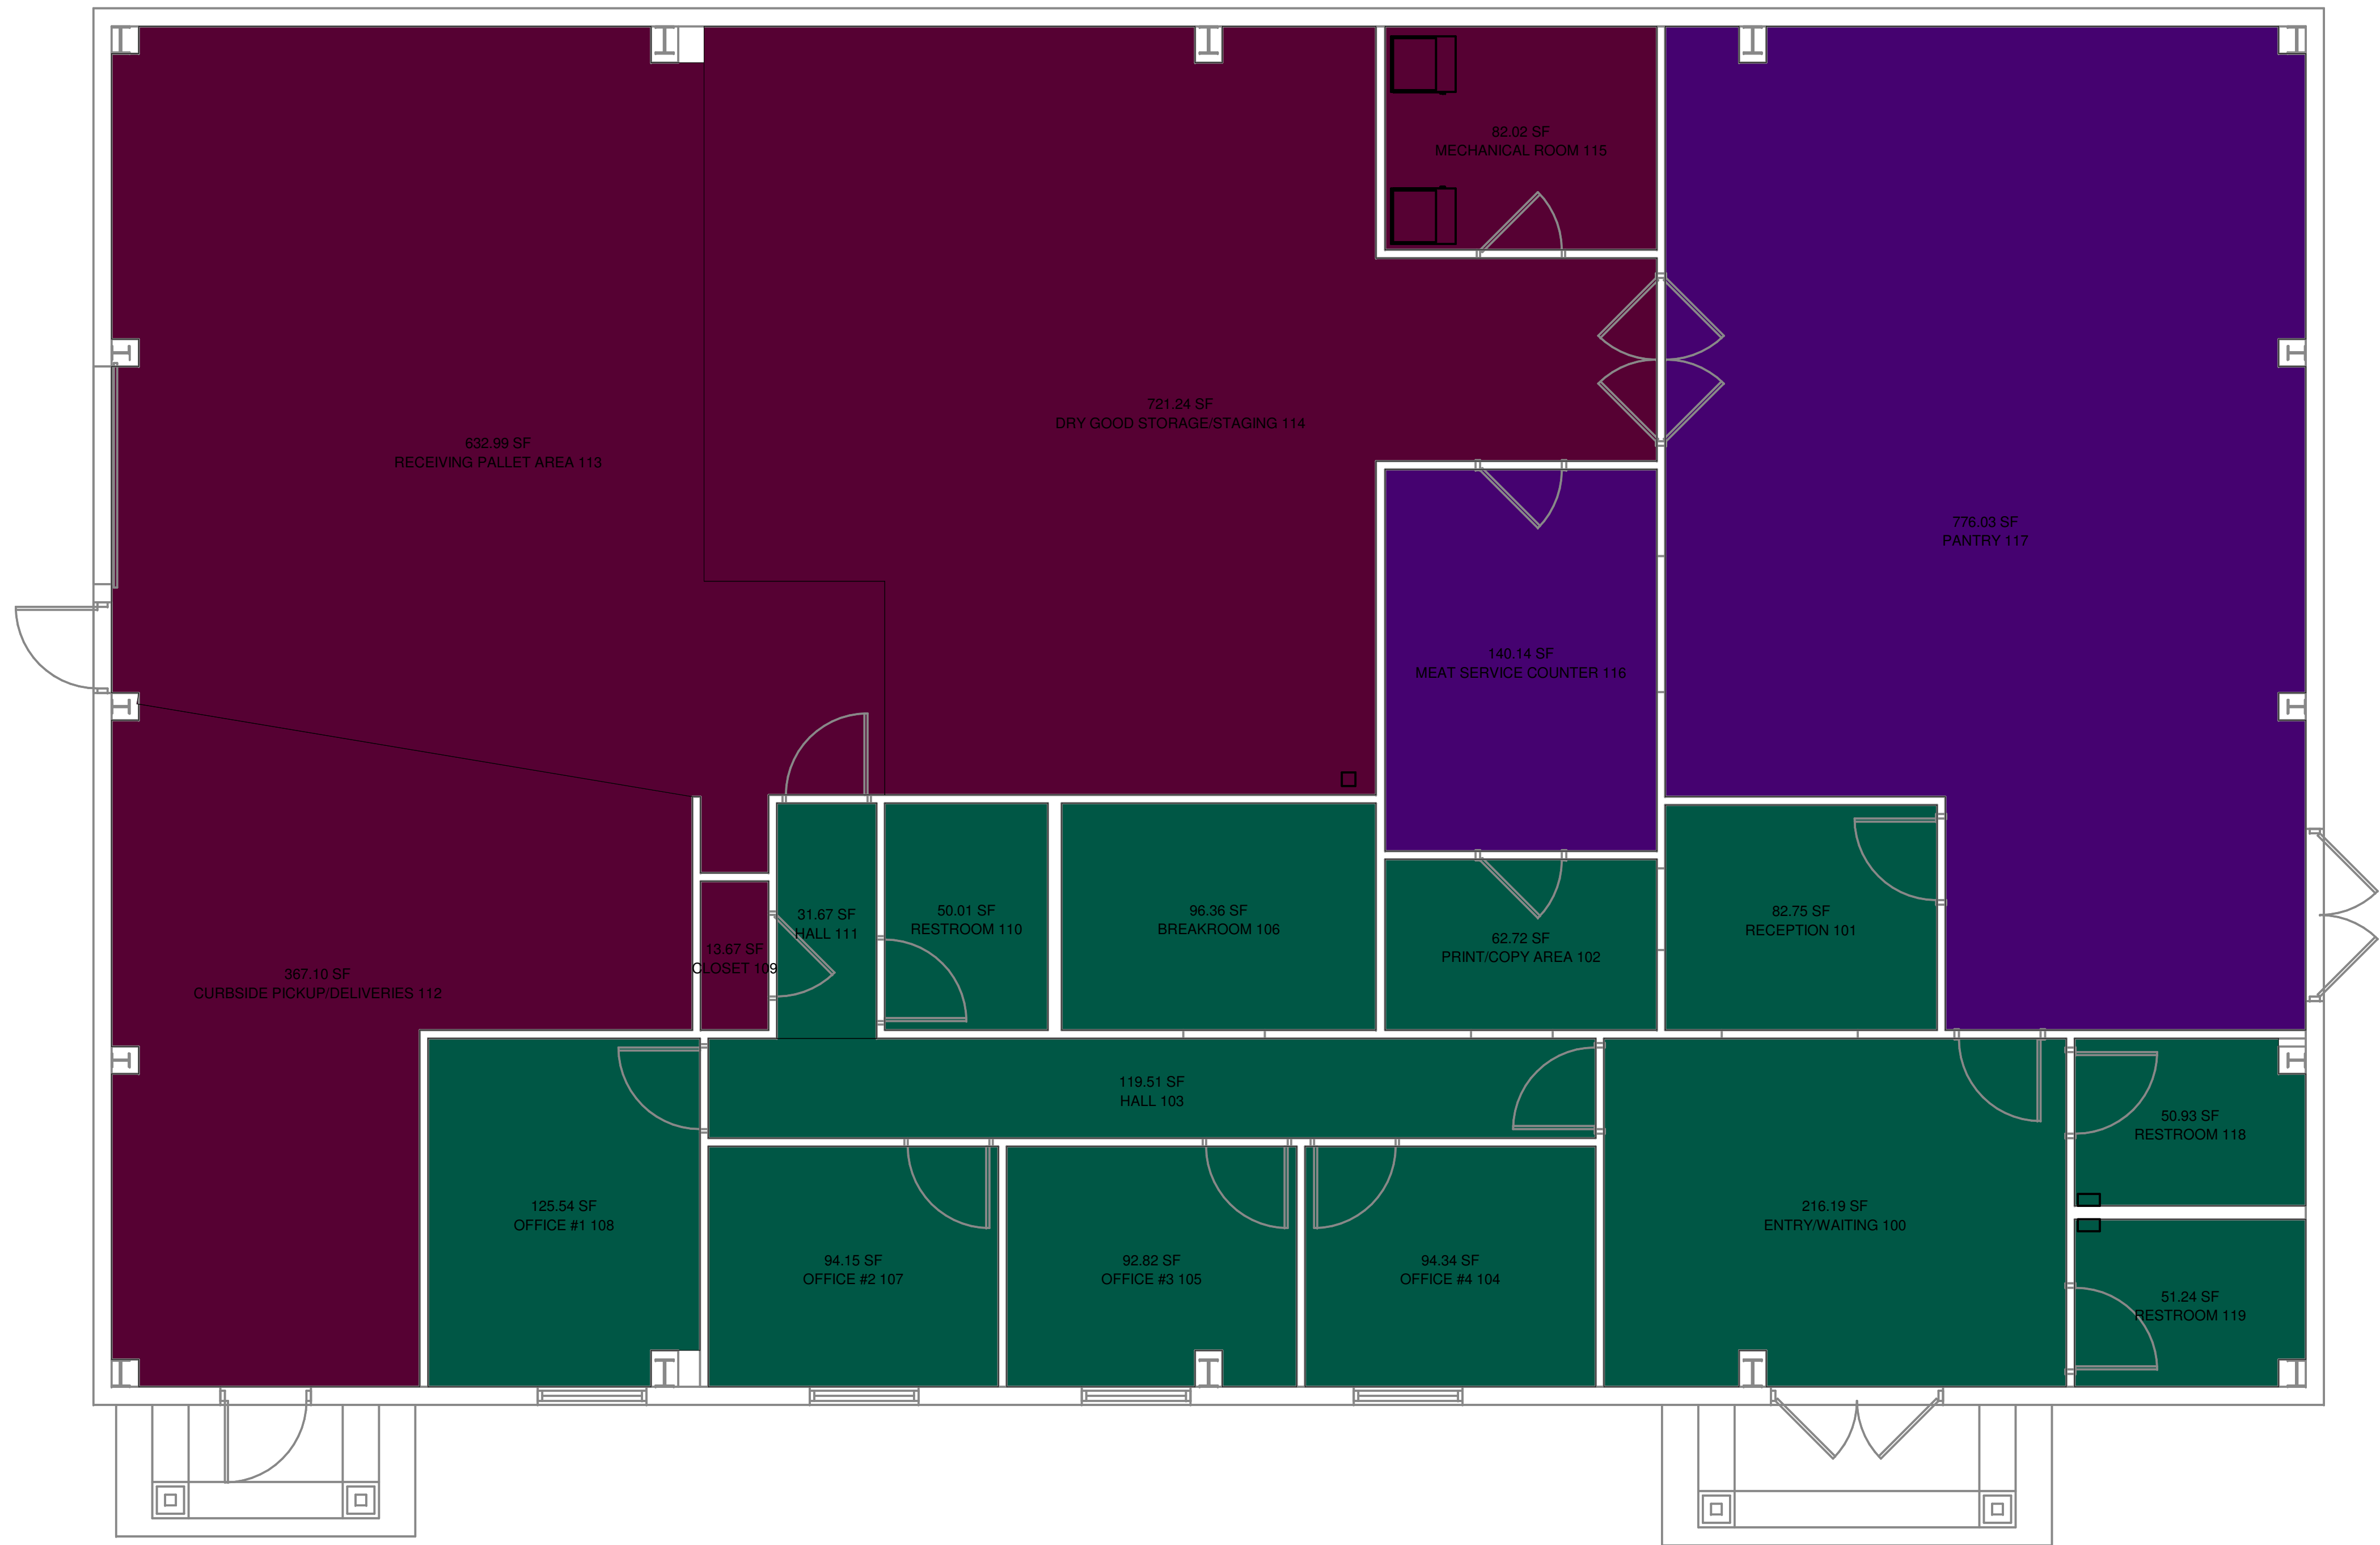 82.02 SF
MECHANICAL ROOM 115
721.24 SF
DRY GOOD STORAGE/STAGING 114
632.99 SF
RECEIVING PALLET AREA 113
776.03 SF
PANTRY 117
140.14 SF
MEAT SERVICE COUNTER 116
31.67 SF
HALL 111
50.01 SF
RESTROOM 110
96.36 SF
BREAKROOM 106
82.75 SF
RECEPTION 101
62.72 SF
PRINT/COPY AREA 102
13.67 SF
CLOSET 109
367.10 SF
CURBSIDE PICKUP/DELIVERIES 112
119.51 SF
HALL 103
50.93 SF
RESTROOM 118
125.54 SF
OFFICE #1 108
216.19 SF
ENTRY/WAITING 100
94.15 SF
OFFICE #2 107
92.82 SF
OFFICE #3 105
94.34 SF
OFFICE #4 104
51.24 SF
RESTROOM 119